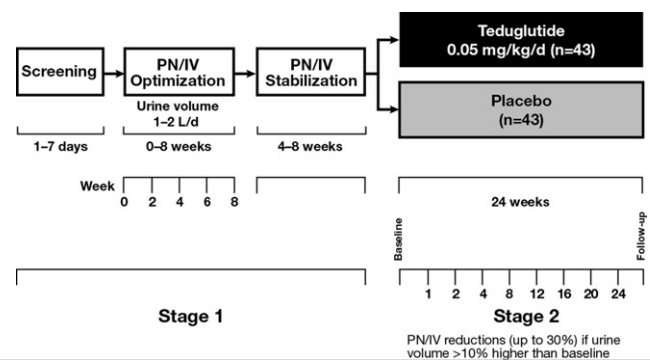 Screening
PN/IV
Optimization
PN/IV
Stabilization
Teduglutide
0.05 mg/kg/d (n=43)
Placebo
(n=43)
Urine volume
1–2 L/d
1–7 days
0–8 weeks
4–8 weeks
Week
0 2 4 6 8
24 weeks
Baseline
Follow-up
1 2 4 8 12 16 20 24
Stage 1
Stage 2
PN/IV reductions (up to 30%) if urine
volume >10% higher than baseline